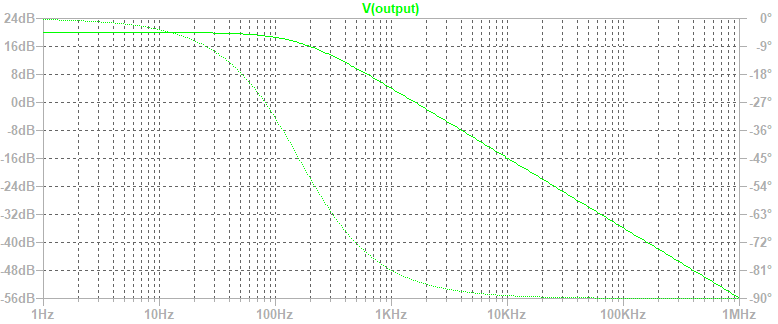 V(output)
24dB 0°
16dB -9°
8dB -18°
0dB -27°
-8dB -36°
-16dB -45°
-24dB -54°
-32dB -63°
-40dB -72°
-48dB -81°
-56dB -90°
1Hz 10Hz 100Hz 1KHz 10KHz 100KHz 1MHz